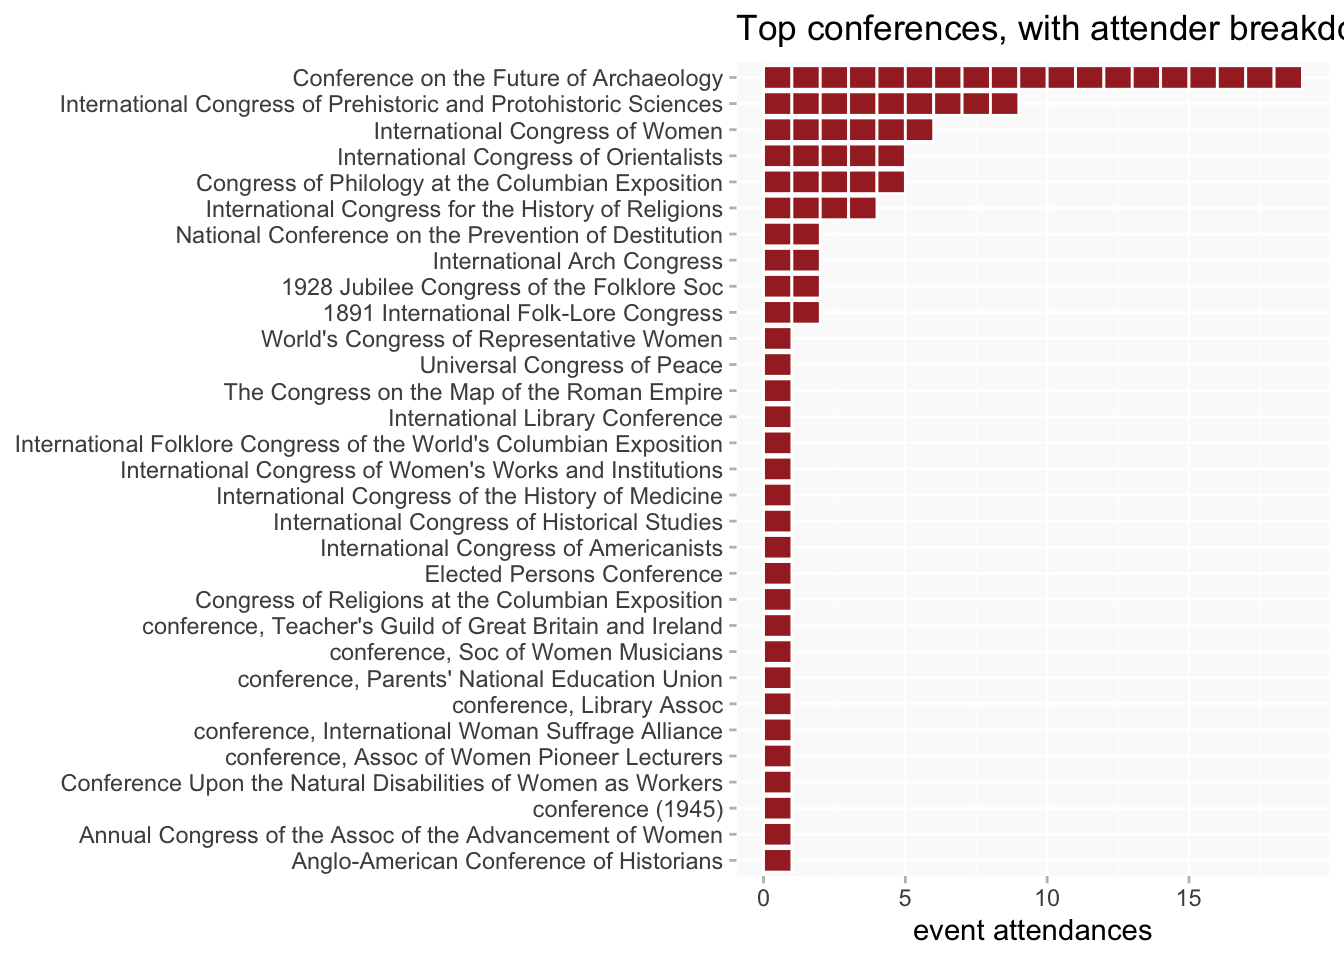 Top conferences, with attender breakdo
Conference on the Future of Archaeology
International Congress of Prehistoric and Protohistoric Sciences
International Congress of Women
International Congress of Orientalists
Congress of Philology at the Columbian Exposition
International Congress for the History of Religions
National Conference on the Prevention of Destitution
International Arch Congress
1928 Jubilee Congress of the Folklore Soc
1891 International Folk-Lore Congress
World's Congress of Representative Women
Universal Congress of Peace
The Congress on the Map of the Roman Empire
International Library Conference
International Folklore Congress of the World's Columbian Exposition
International Congress of Women's Works and Institutions
International Congress of the History of Medicine
International Congress of Historical Studies
International Congress of Americanists
Elected Persons Conference
Congress of Religions at the Columbian Exposition
conference, Teacher's Guild of Great Britain and Ireland
conference, Soc of Women Musicians
conference, Parents' National Education Union
conference, Library Assoc
conference, International Woman Suffrage Alliance
conference, Assoc of Women Pioneer Lecturers
Conference Upon the Natural Disabilities of Women as Workers
conference (1945)
Annual Congress of the Assoc of the Advancement of Women
Anglo-American Conference of Historians
0 5 10 15
event attendances